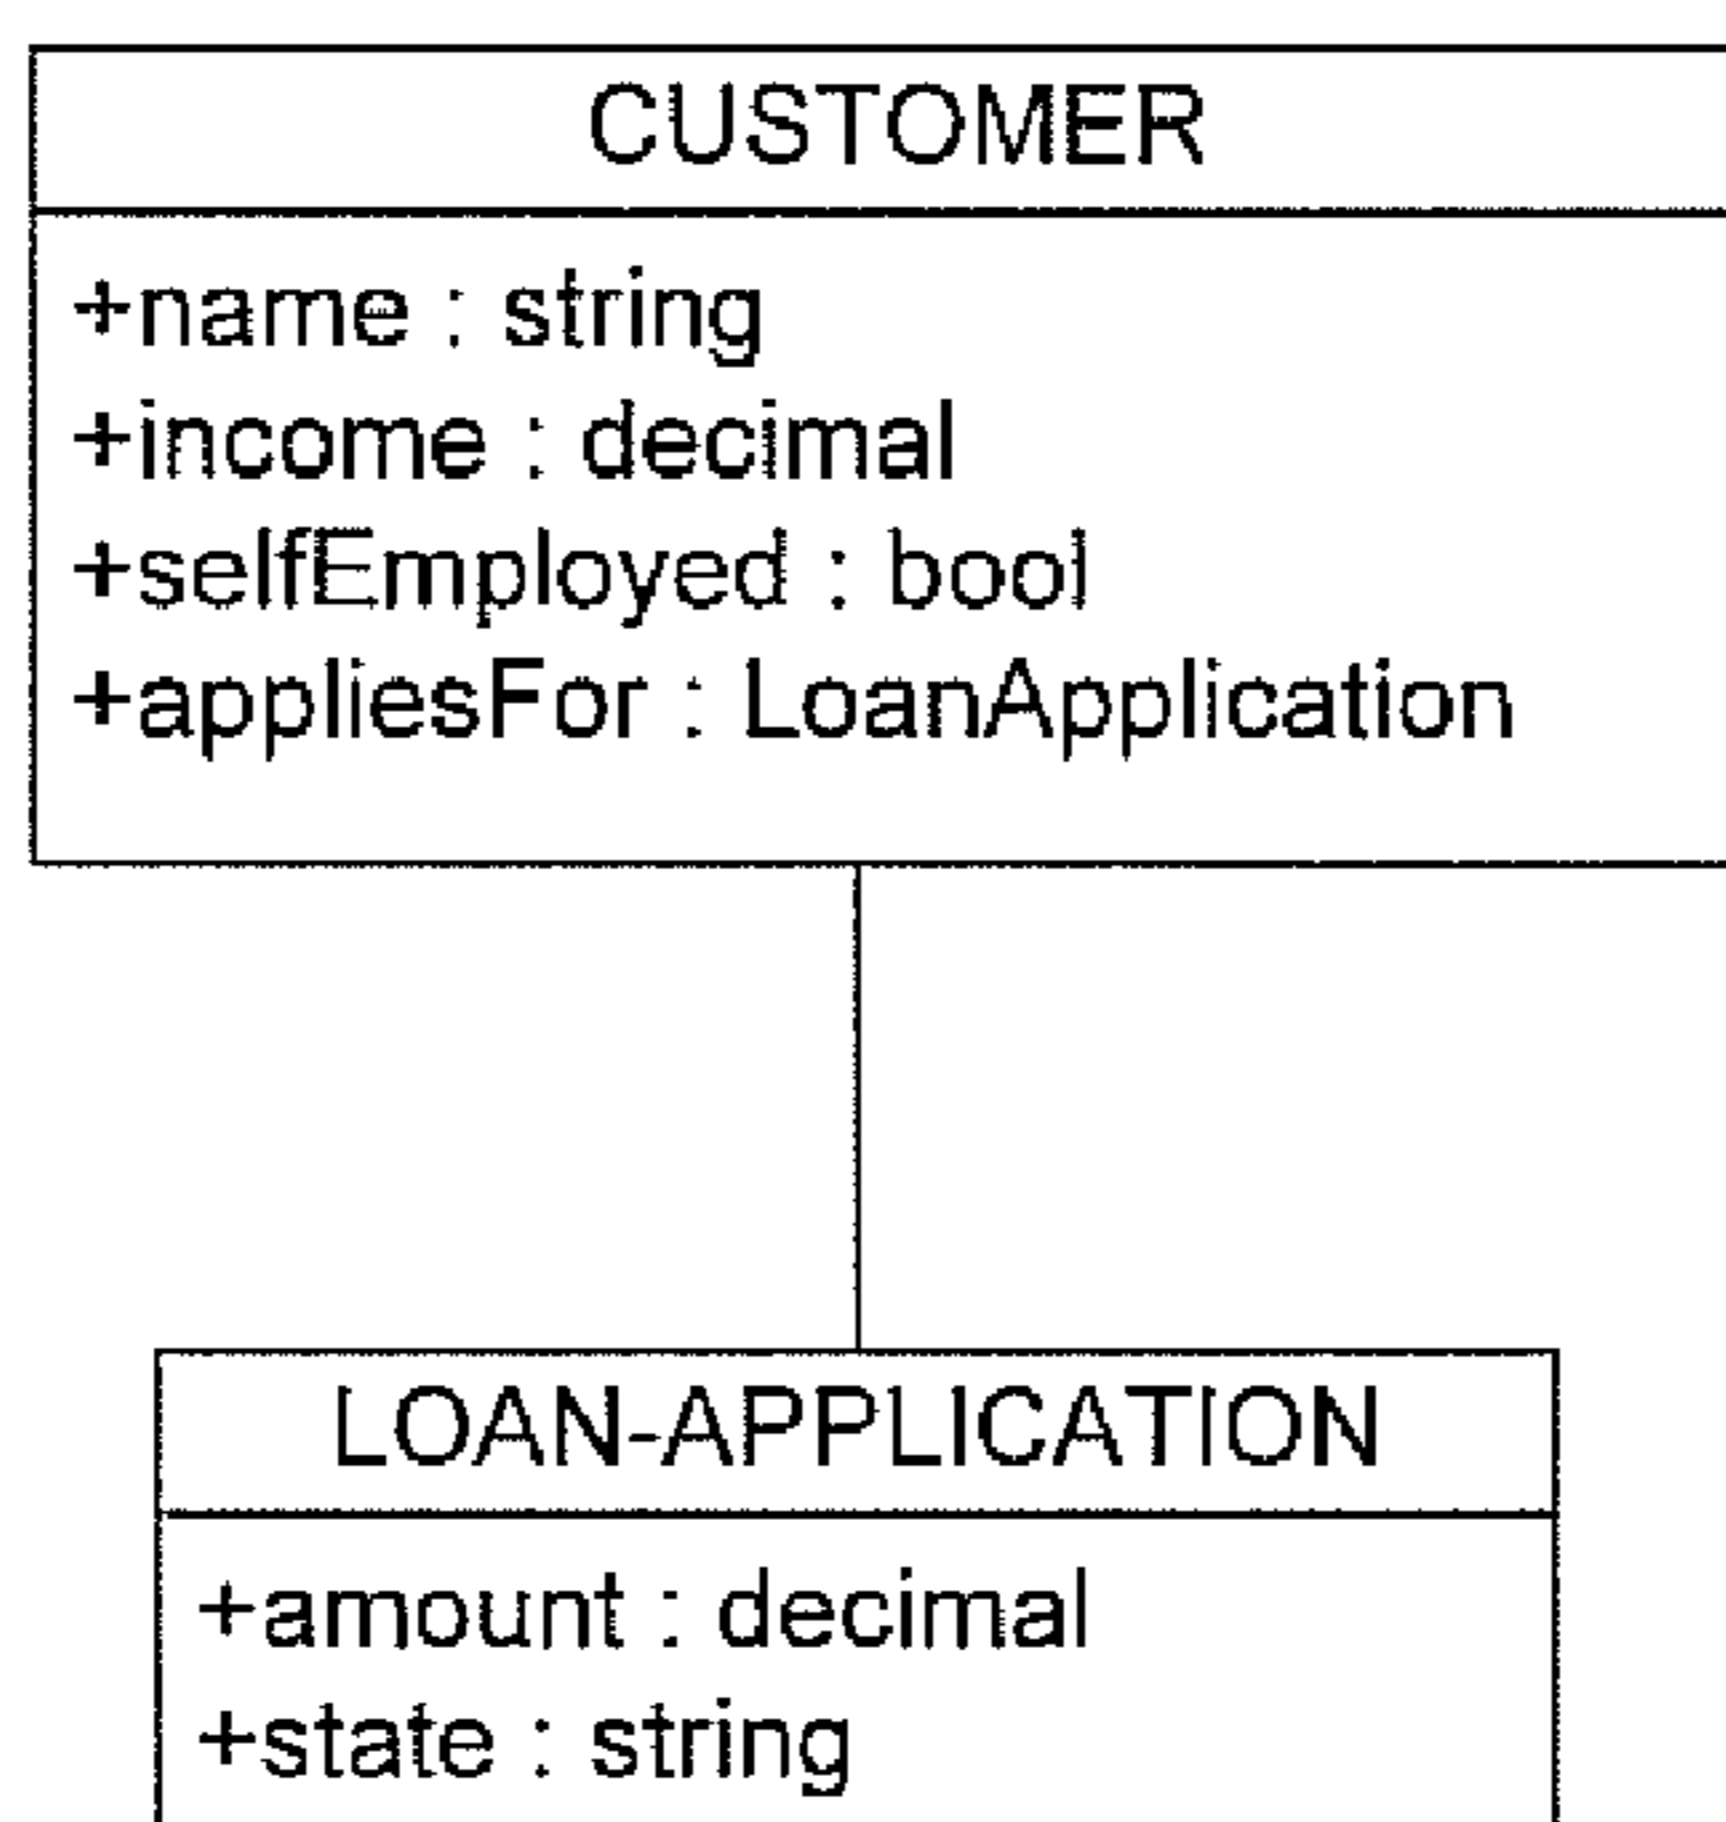 CUSTOMER
+name : string
+income : decimal
+selfEmployed : bool
+appliesFor : LoanApplication
LOAN-APPLICATION
+amount : decimal
+state : string